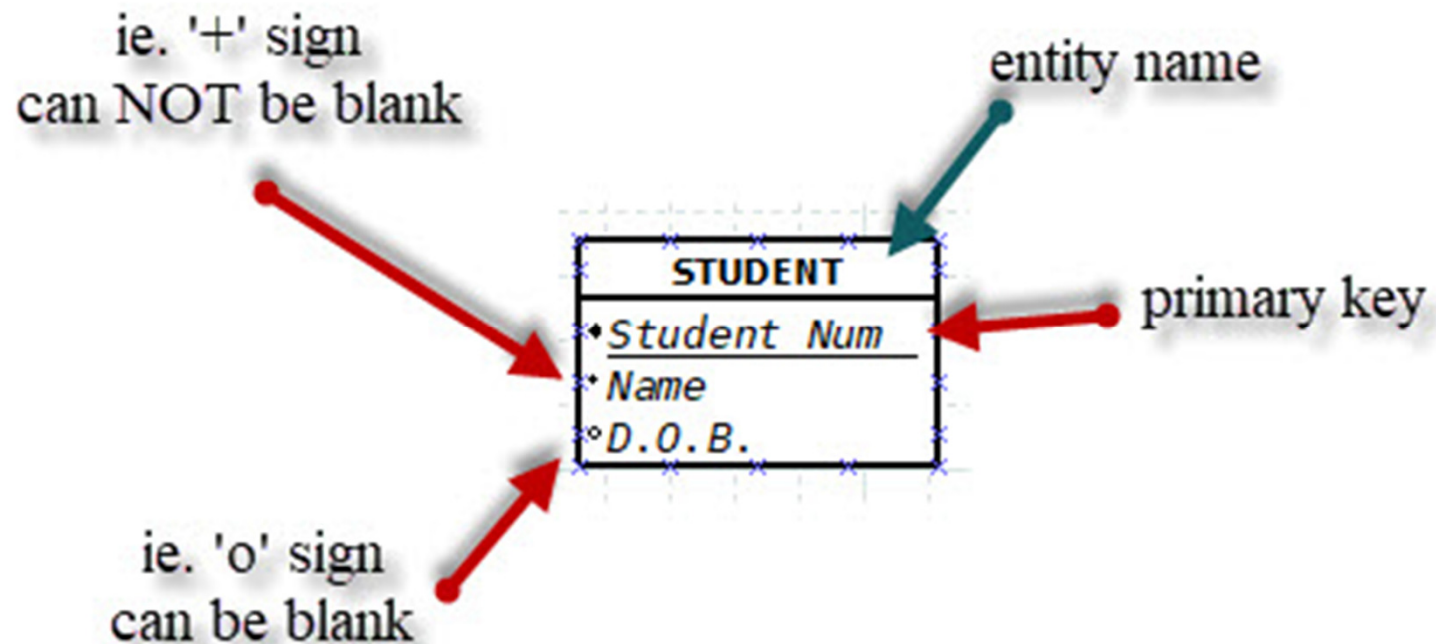 ie. '+' sign
can NOT be blank
entity name
STUDENT
Student Num
primary key
Name
D.O.B.
ie. 'o' sign
can be blank